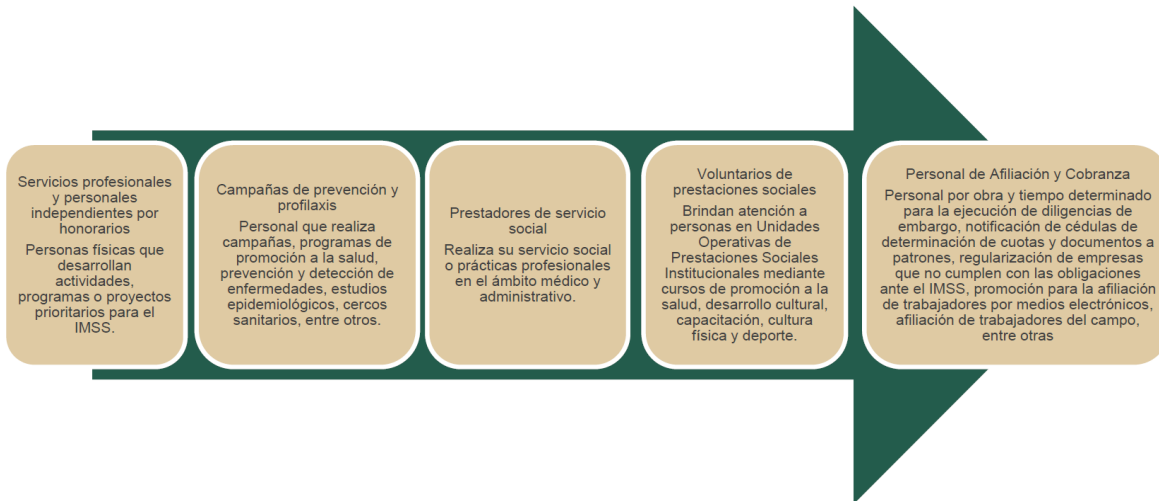 Servicios profesionales
y personales
independientes por
honorarios
Personas físicas que
desarrollan
actividades,
programas o proyectos
prioritarios para el
IMSS.
Campañas de prevención y
profilaxis
Personal que realiza
campañas, programas de
promoción a la salud,
prevención y detección de
enfermedades, estudios
epidemiológicos, cercos
sanitarios, entre otros.
Prestadores de servicio
social
Realiza su servicio social
o prácticas profesionales
en el ámbito médico y
administrativo.
Voluntarios de
prestaciones sociales
Brindan atención a
personas en Unidades
Operativas de
Prestaciones Sociales
Institucionales mediante
cursos de promoción a la
salud, desarrollo cultural,
capacitación, cultura
física y deporte.
Personal de Afiliación y Cobranza
Personal por obra y tiempo determinado
para la ejecución de diligencias de
embargo, notificación de cédulas de
determinación de cuotas y documentos a
patrones, regularización de empresas
que no cumplen con las obligaciones
ante el IMSS, promoción para la afiliación
de trabajadores por medios electrónicos,
afiliación de trabajadores del campo,
entre otras